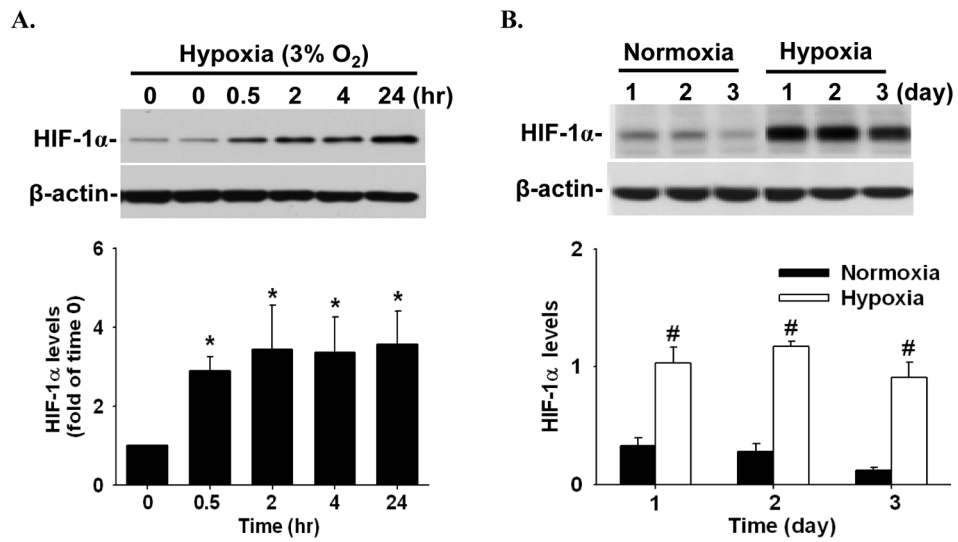 A.
Hypoxia (3% O₂)
0 0 0.5 2 4 24 (hr)
HIF-1α-
β-actin-
HIF-1α levels
(fold of time 0)
6
4
2
0
* * * *
0 0.5 2 4 24
Time (hr)
B.
Normoxia Hypoxia
1 2 3 1 2 3 (day)
HIF-1α-
β-actin-
HIF-1α levels
2
1
0
Normoxia
Hypoxia
# # #
1 2 3
Time (day)